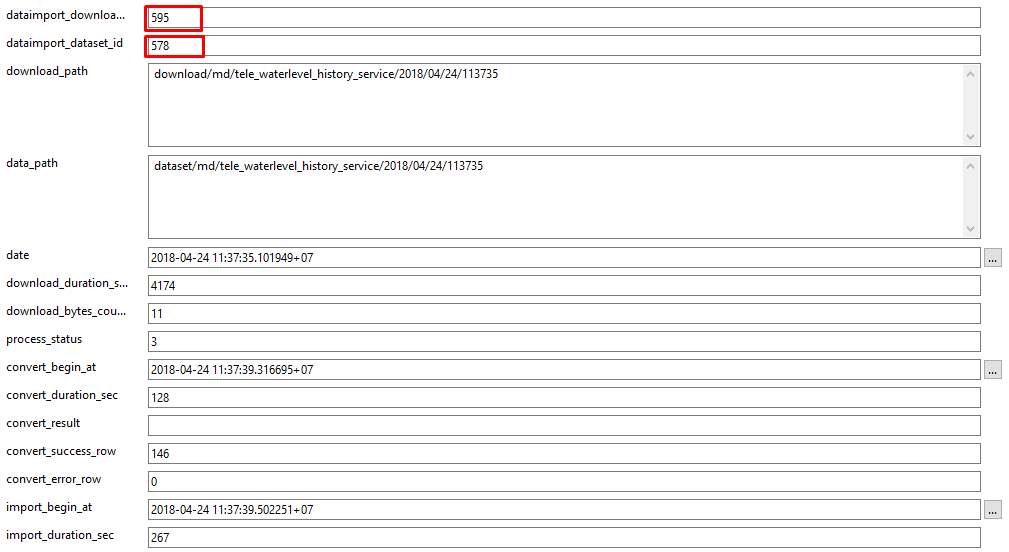 dataimport_downloa... 595
dataimport_dataset_id 578
download_path download/md/tele_waterlevel_history_service/2018/04/24/113735
data_path dataset/md/tele_waterlevel_history_service/2018/04/24/113735
date 2018-04-24 11:37:35.101949+07 ...
download_duration_s... 4174
download_bytes_cou... 11
process_status 3
convert_begin_at 2018-04-24 11:37:39.316695+07 ...
convert_duration_sec 128
convert_result
convert_success_row 146
convert_error_row 0
import_begin_at 2018-04-24 11:37:39.502251+07 ...
import_duration_sec 267